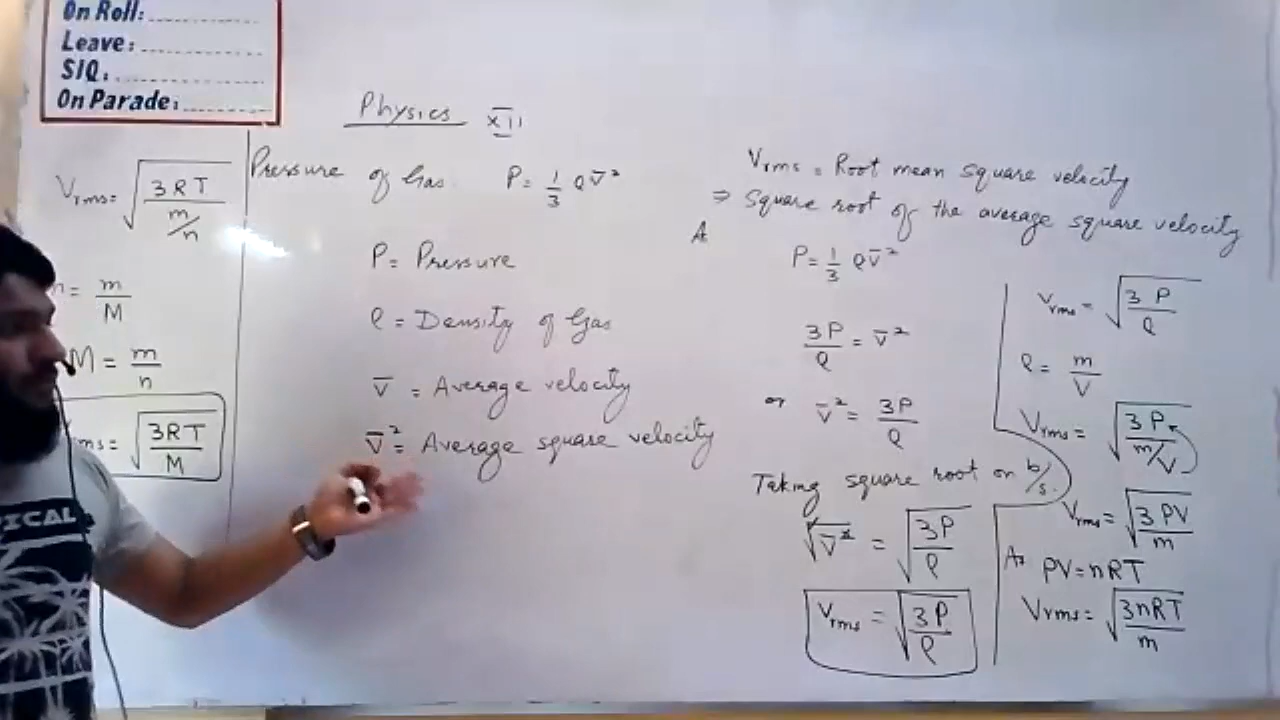 On Roll: ..............
Leave: ..............
SIQ: ..............
On Parade: ..............
Physics XII
Pressure of Gas. P = 1/3 ρv̄²
P = Pressure
ρ = Density of Gas
v̄ = Average velocity
v̄² = Average square velocity
Vrms = Root mean square velocity
⇒ Square root of the average square velocity
A
P = 1/3 ρv̄²
3P/ρ = v̄²
or v̄² = 3P/ρ
Taking square root on b/s.
√v̄² = √(3P/ρ)
Vrms = √(3P/ρ)
Vrms = √(3P/ρ)
ρ = m/V
Vrms = √(3P/(m/V))
Vrms = √(3PV/m)
As PV = nRT
Vrms = √(3nRT/m)
Vrms = √(3RT/(m/n))
= m/M
M = m/n
ms = √(3RT/M)
PICAL